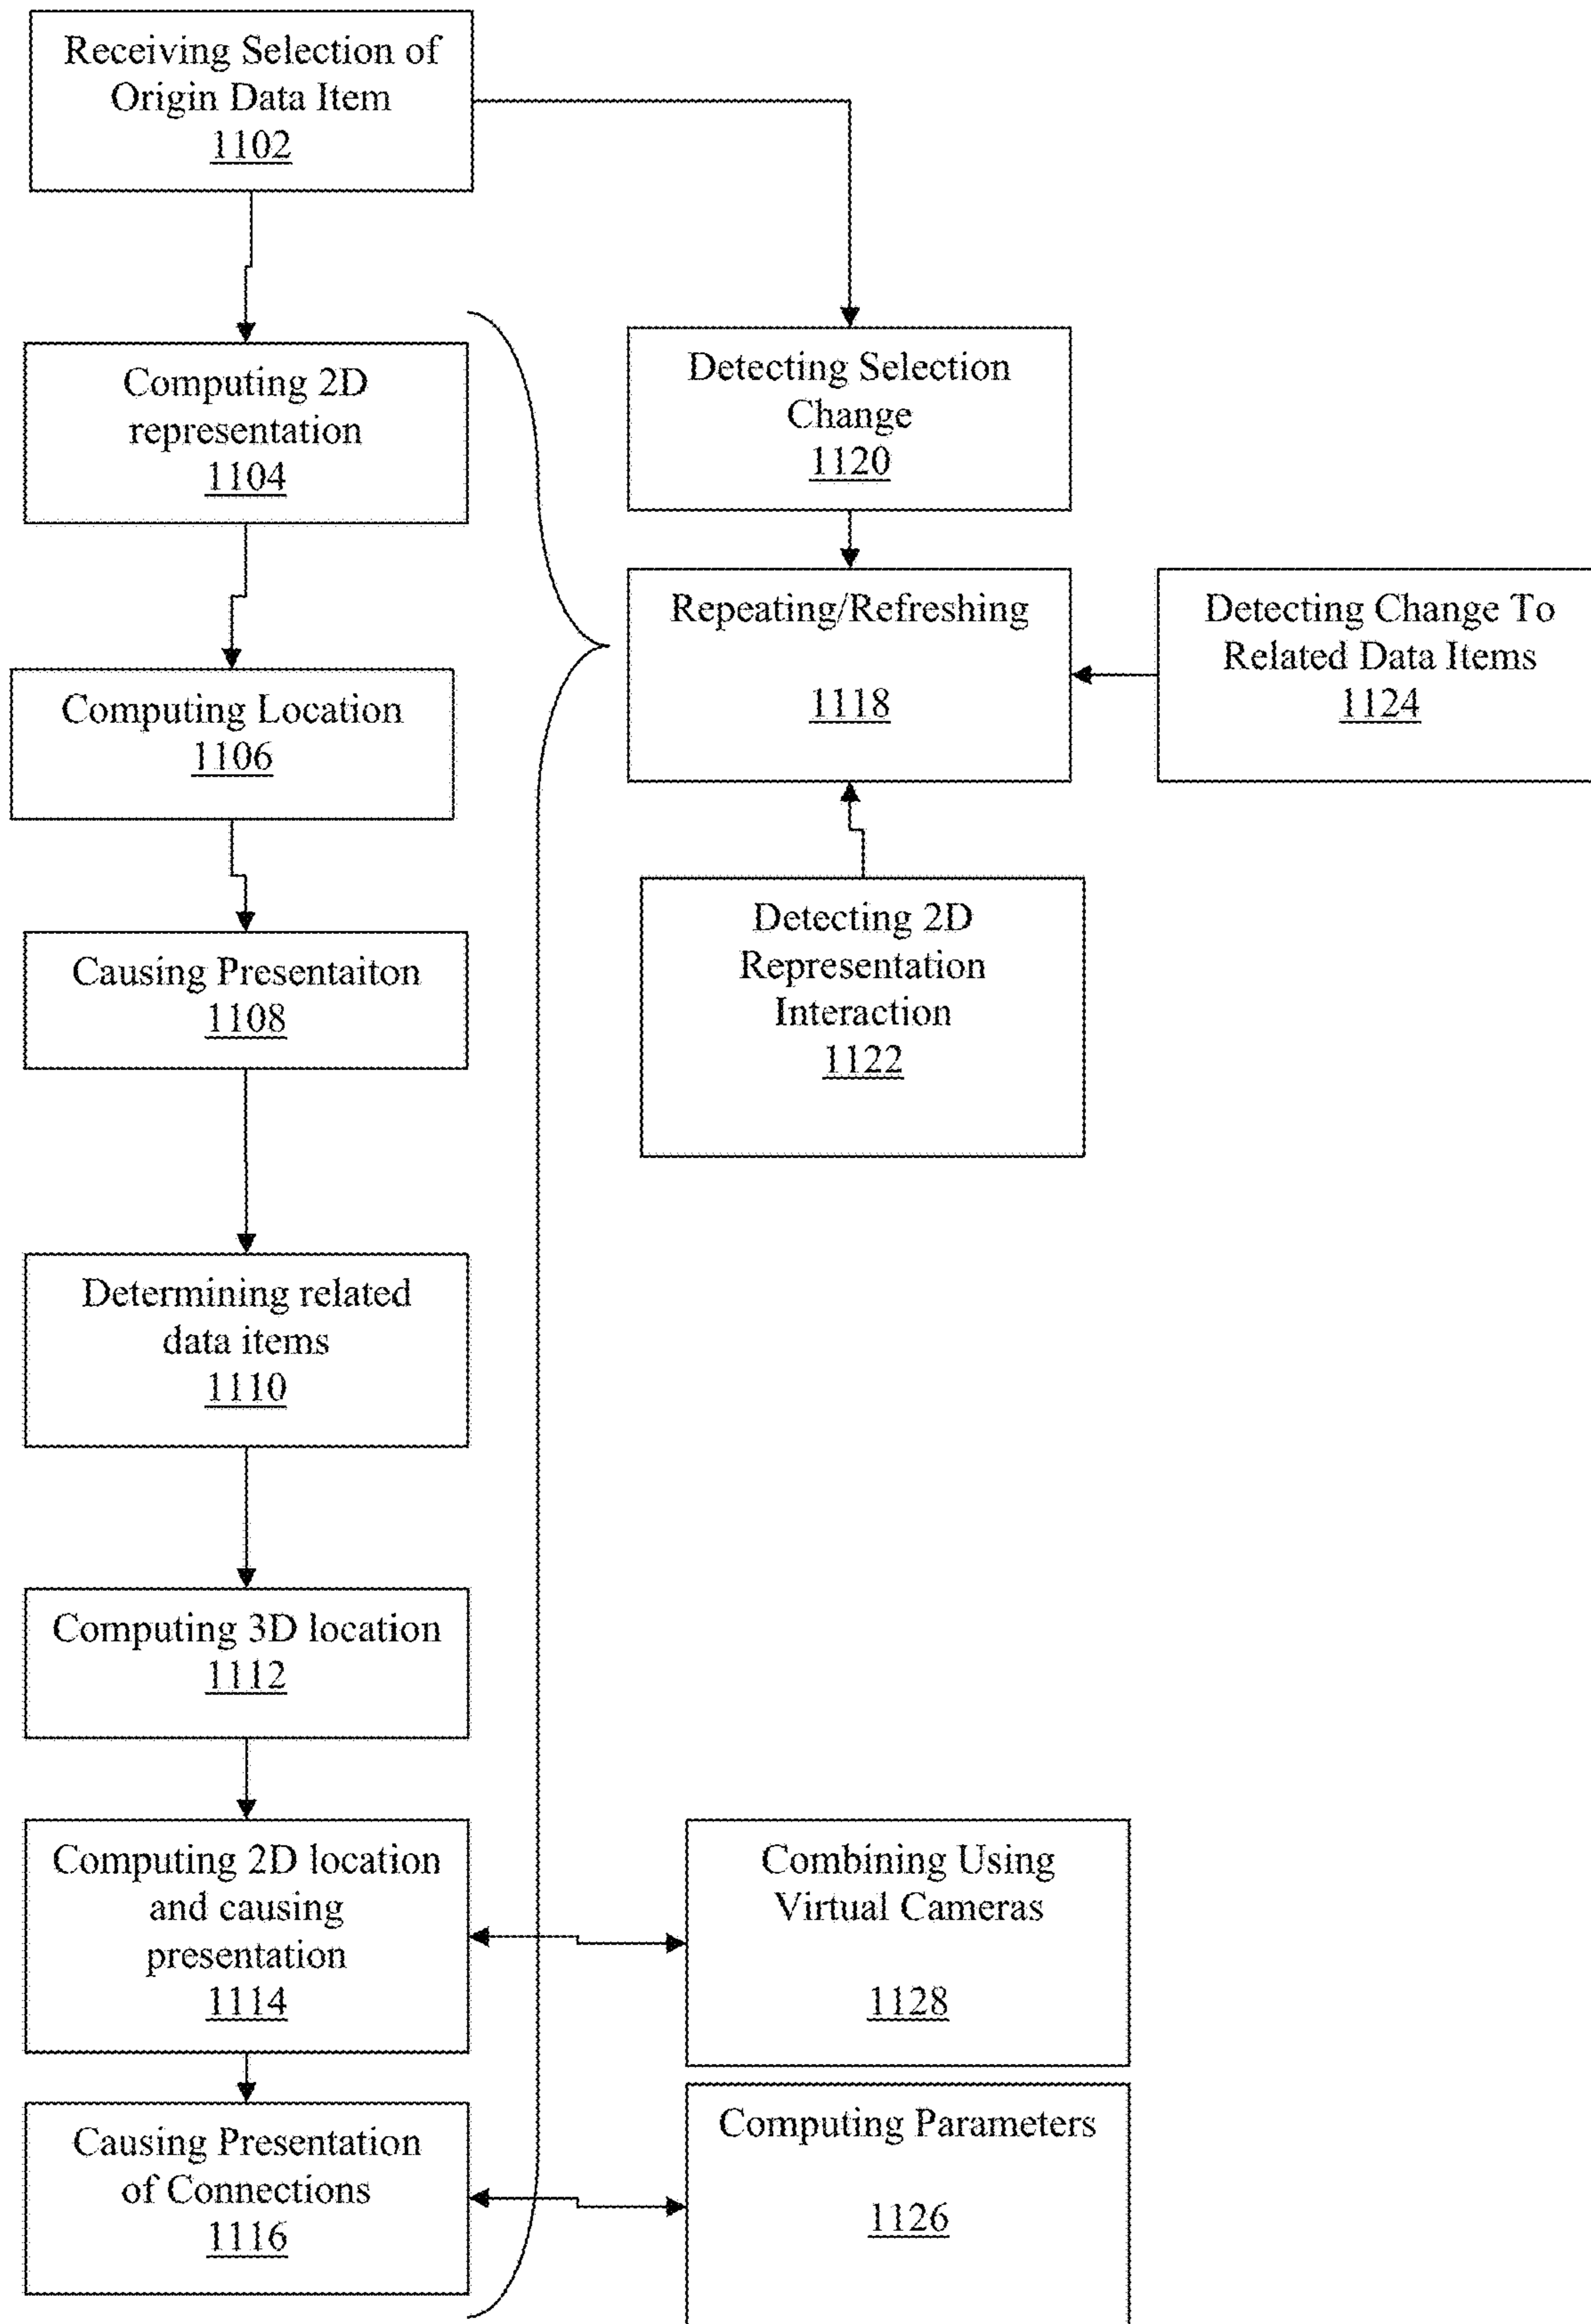 Receiving Selection of
Origin Data Item
1102
Computing 2D
representation
1104
Computing Location
1106
Causing Presentaiton
1108
Determining related
data items
1110
Computing 3D location
1112
Computing 2D location
and causing
presentation
1114
Causing Presentation
of Connections
1116
Detecting Selection
Change
1120
Repeating/Refreshing
1118
Detecting Change To
Related Data Items
1124
Detecting 2D
Representation
Interaction
1122
Combining Using
Virtual Cameras
1128
Computing Parameters
1126